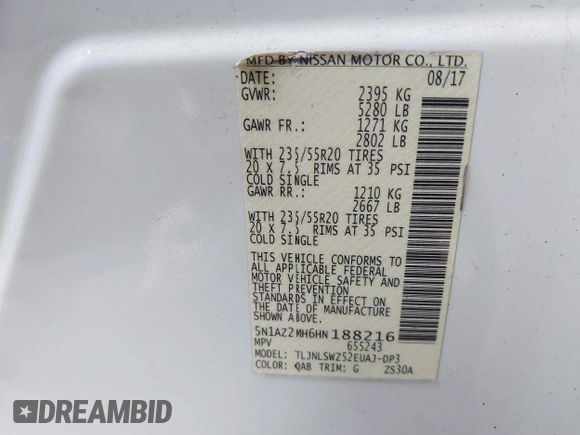 MFD BY NISSAN MOTOR CO., LTD.
DATE: 08/17
GVWR: 2395 KG
5280 LB
GAWR FR.: 1271 KG
2802 LB
WITH 235/55R20 TIRES
20 X 7.5 RIMS AT 35 PSI
COLD SINGLE
GAWR RR.: 1210 KG
2667 LB
WITH 235/55R20 TIRES
20 X 7.5 RIMS AT 35 PSI
COLD SINGLE
THIS VEHICLE CONFORMS TO
ALL APPLICABLE FEDERAL
MOTOR VEHICLE SAFETY AND
THEFT PREVENTION
STANDARDS IN EFFECT ON
THE DATE OF MANUFACTURE
SHOWN ABOVE.
5N1AZ2MH6HN188216
MPV 655243
MODEL: TLJNLSWZ52EUAJ-DP3
COLOR: QAB TRIM: G ZS30A
DISMISSED.COM